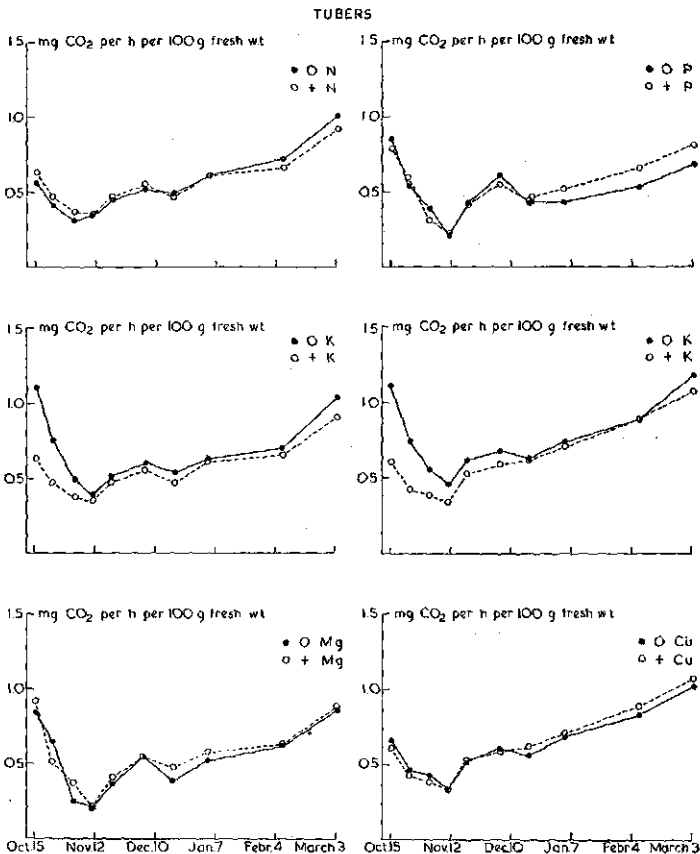 TUBERS
1.5 mg CO₂ per h per 100 g fresh wt
● O N
○ + N
1.0
0.5
1.5 mg CO₂ per h per 100 g fresh wt
● O P
○ + P
1.0
0.5
1.5 mg CO₂ per h per 100 g fresh wt
● O K
○ + K
1.0
0.5
1.5 mg CO₂ per h per 100 g fresh wt
● O K
○ + K
1.0
0.5
1.5 mg CO₂ per h per 100 g fresh wt
● O Mg
○ + Mg
1.0
0.5
Oct.15 Nov.12 Dec.10 Jan.7 Febr.4 March 3
1.5 mg CO₂ per h per 100 g fresh wt
● O Cu
○ + Cu
1.0
0.5
Oct.15 Nov.12 Dec.10 Jan.7 Febr.4 March 3